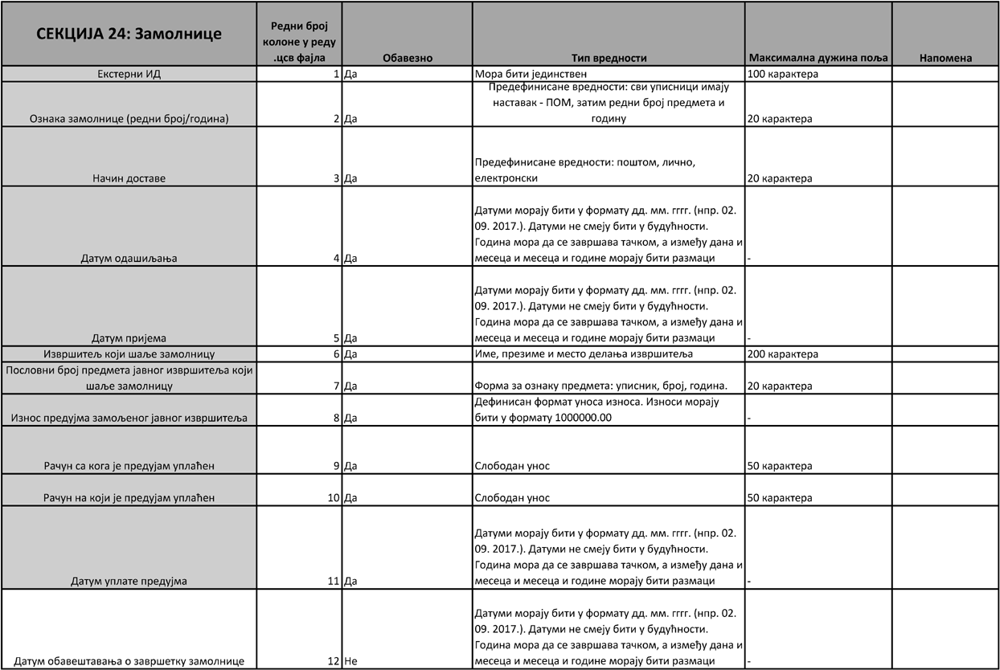 СЕКЦИЈА 24: Замолнице
Редни број
колоне у реду
.цсв фајла
Обавезно
Тип вредности
Максимална дужина поља
Напомена
Екстерни ИД
1
Да
Мора бити јединствен
100 карактера
Ознака замолнице (редни број/година)
2
Да
Предефинисане вредности: сви уписници имају
наставак - ПОМ, затим редни број предмета и
годину
20 карактера
Начин доставе
3
Да
Предефинисане вредности: поштом, лично,
електронски
20 карактера
Датум одашиљања
4
Да
Датуми морају бити у формату дд. мм. гггг. (нпр. 02.
09. 2017.). Датуми не смеју бити у будућности.
Година мора да се завршава тачком, а између дана и
месеца и месеца и године морају бити размаци
-
Датум пријема
5
Да
Датуми морају бити у формату дд. мм. гггг. (нпр. 02.
09. 2017.). Датуми не смеју бити у будућности.
Година мора да се завршава тачком, а између дана и
месеца и месеца и године морају бити размаци
-
Извршитељ који шаље замолницу
6
Да
Име, презиме и место делања извршитеља
200 карактера
Пословни број предмета јавног извршитеља који
шаље замолницу
7
Да
Форма за ознаку предмета: уписник, број, година.
20 карактера
Износ предујма замољеног јавног извршитеља
8
Да
Дефинисан формат уноса износа. Износи морају
бити у формату 1000000.00
-
Рачун са кога је предујам уплаћен
9
Да
Слободан унос
50 карактера
Рачун на који је предујам уплаћен
10
Да
Слободан унос
50 карактера
Датум уплате предујма
11
Да
Датуми морају бити у формату дд. мм. гггг. (нпр. 02.
09. 2017.). Датуми не смеју бити у будућности.
Година мора да се завршава тачком, а између дана и
месеца и месеца и године морају бити размаци
-
Датум обавештавања о завршетку замолнице
12
Не
Датуми морају бити у формату дд. мм. гггг. (нпр. 02.
09. 2017.). Датуми не смеју бити у будућности.
Година мора да се завршава тачком, а између дана и
месеца и месеца и године морају бити размаци
-